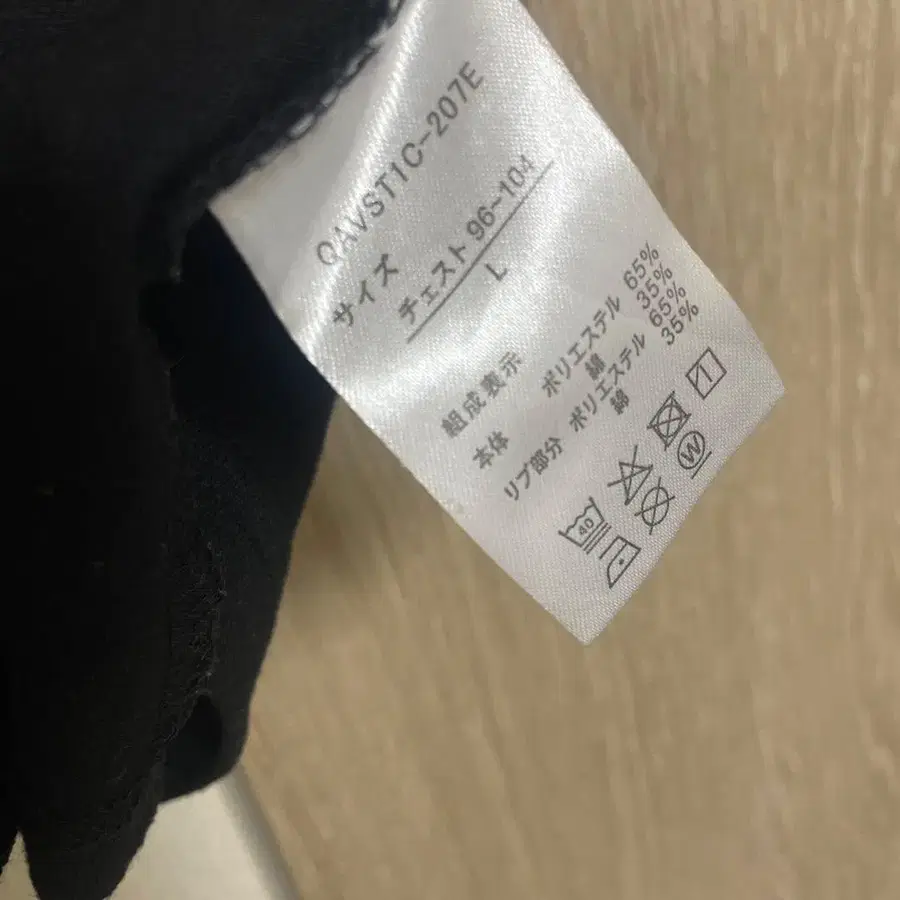 QAVST1C-207E
サイズ
チェスト 96~104
L
組成表示
本体 ポリエステル 65%
綿 35%
リブ部分 ポリエステル 65%
綿 35%
40
W